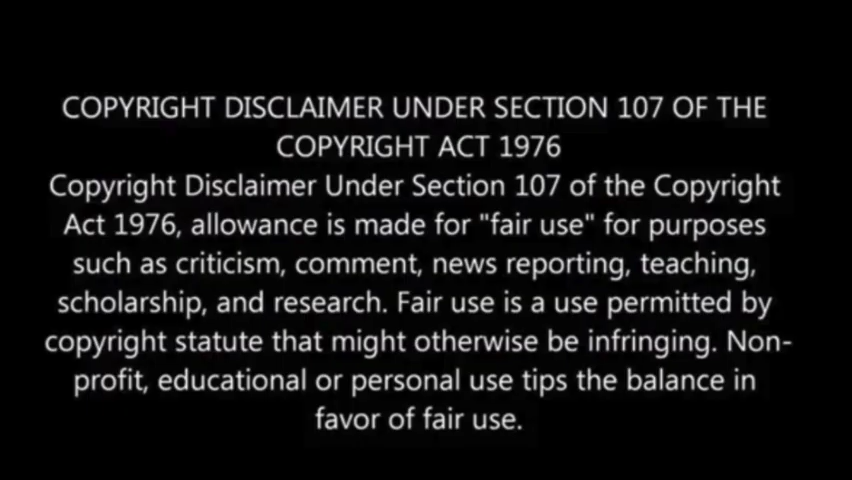 COPYRIGHT DISCLAIMER UNDER SECTION 107 OF THE
COPYRIGHT ACT 1976
Copyright Disclaimer Under Section 107 of the Copyright
Act 1976, allowance is made for "fair use" for purposes
such as criticism, comment, news reporting, teaching,
scholarship, and research. Fair use is a use permitted by
copyright statute that might otherwise be infringing. Non-
profit, educational or personal use tips the balance in
favor of fair use.